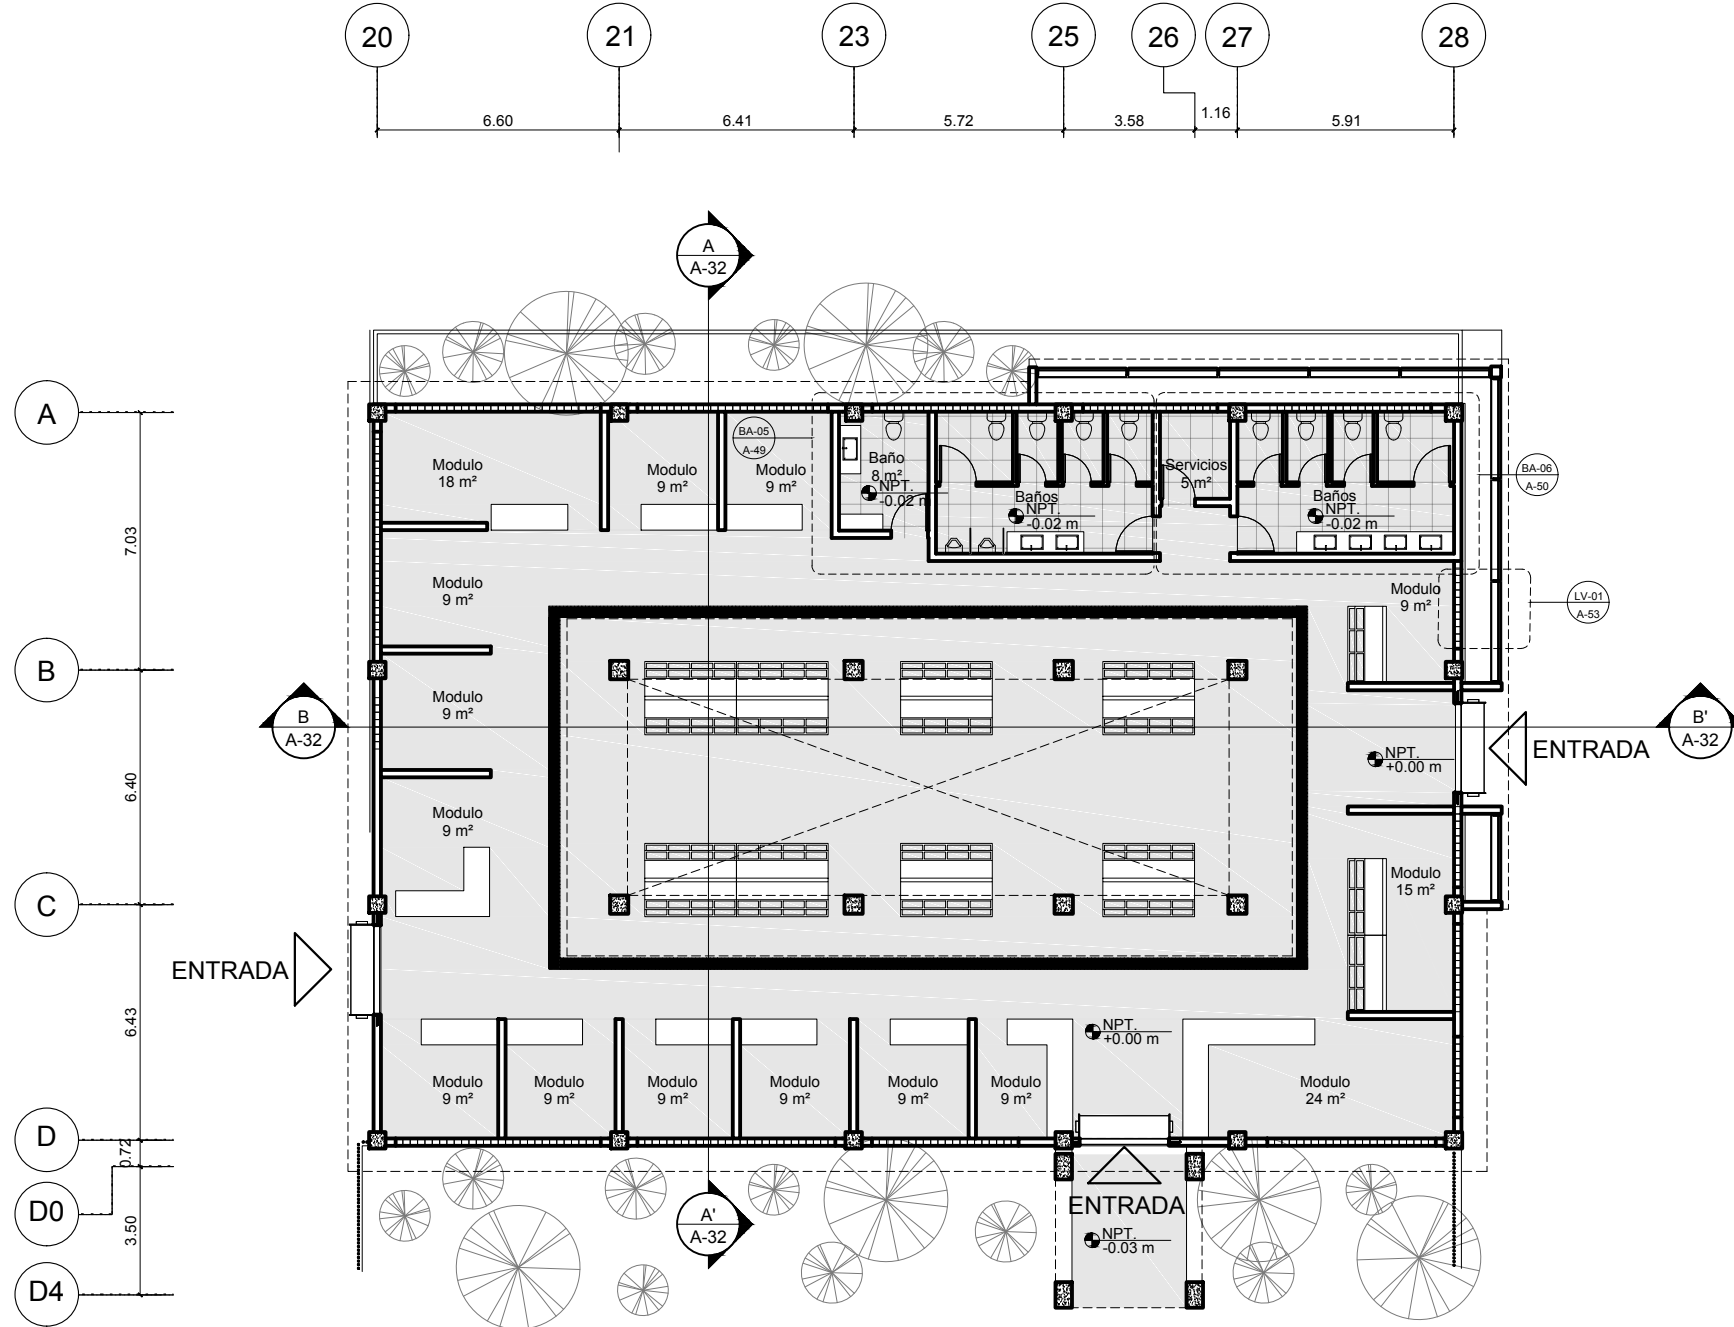 20
21
23
25
26
27
28
6.60
6.41
5.72
3.58
1.16
5.91
A
A-32
A
B
C
D
D0
D4
7.03
6.40
6.43
0.72
3.50
Modulo
18 m²
Modulo
9 m²
BA-05
A-49
Modulo
9 m²
Baño
8 m²
NPT.
-0.02 m
Baños
NPT.
-0.02 m
Servicios
5 m²
Baños
NPT.
-0.02 m
BA-06
A-50
Modulo
9 m²
Modulo
9 m²
LV-01
A-53
Modulo
9 m²
B
A-32
B'
A-32
NPT.
+0.00 m
ENTRADA
Modulo
9 m²
Modulo
15 m²
ENTRADA
NPT.
+0.00 m
Modulo
9 m²
Modulo
9 m²
Modulo
9 m²
Modulo
9 m²
Modulo
9 m²
Modulo
9 m²
Modulo
24 m²
ENTRADA
A'
A-32
NPT.
-0.03 m